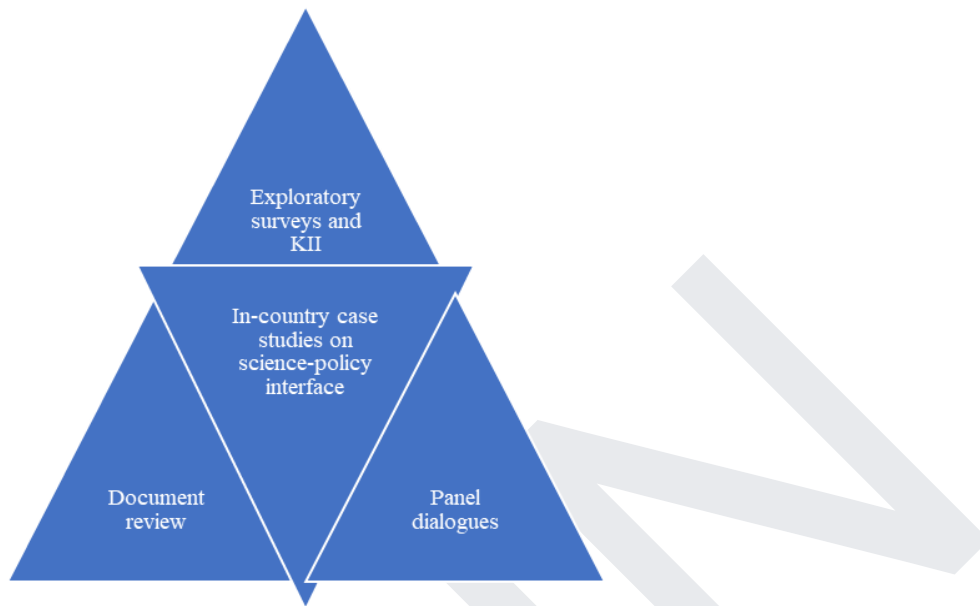 Exploratory
surveys and
KII
In-country case
studies on
science-policy
interface
Document
review
Panel
dialogues